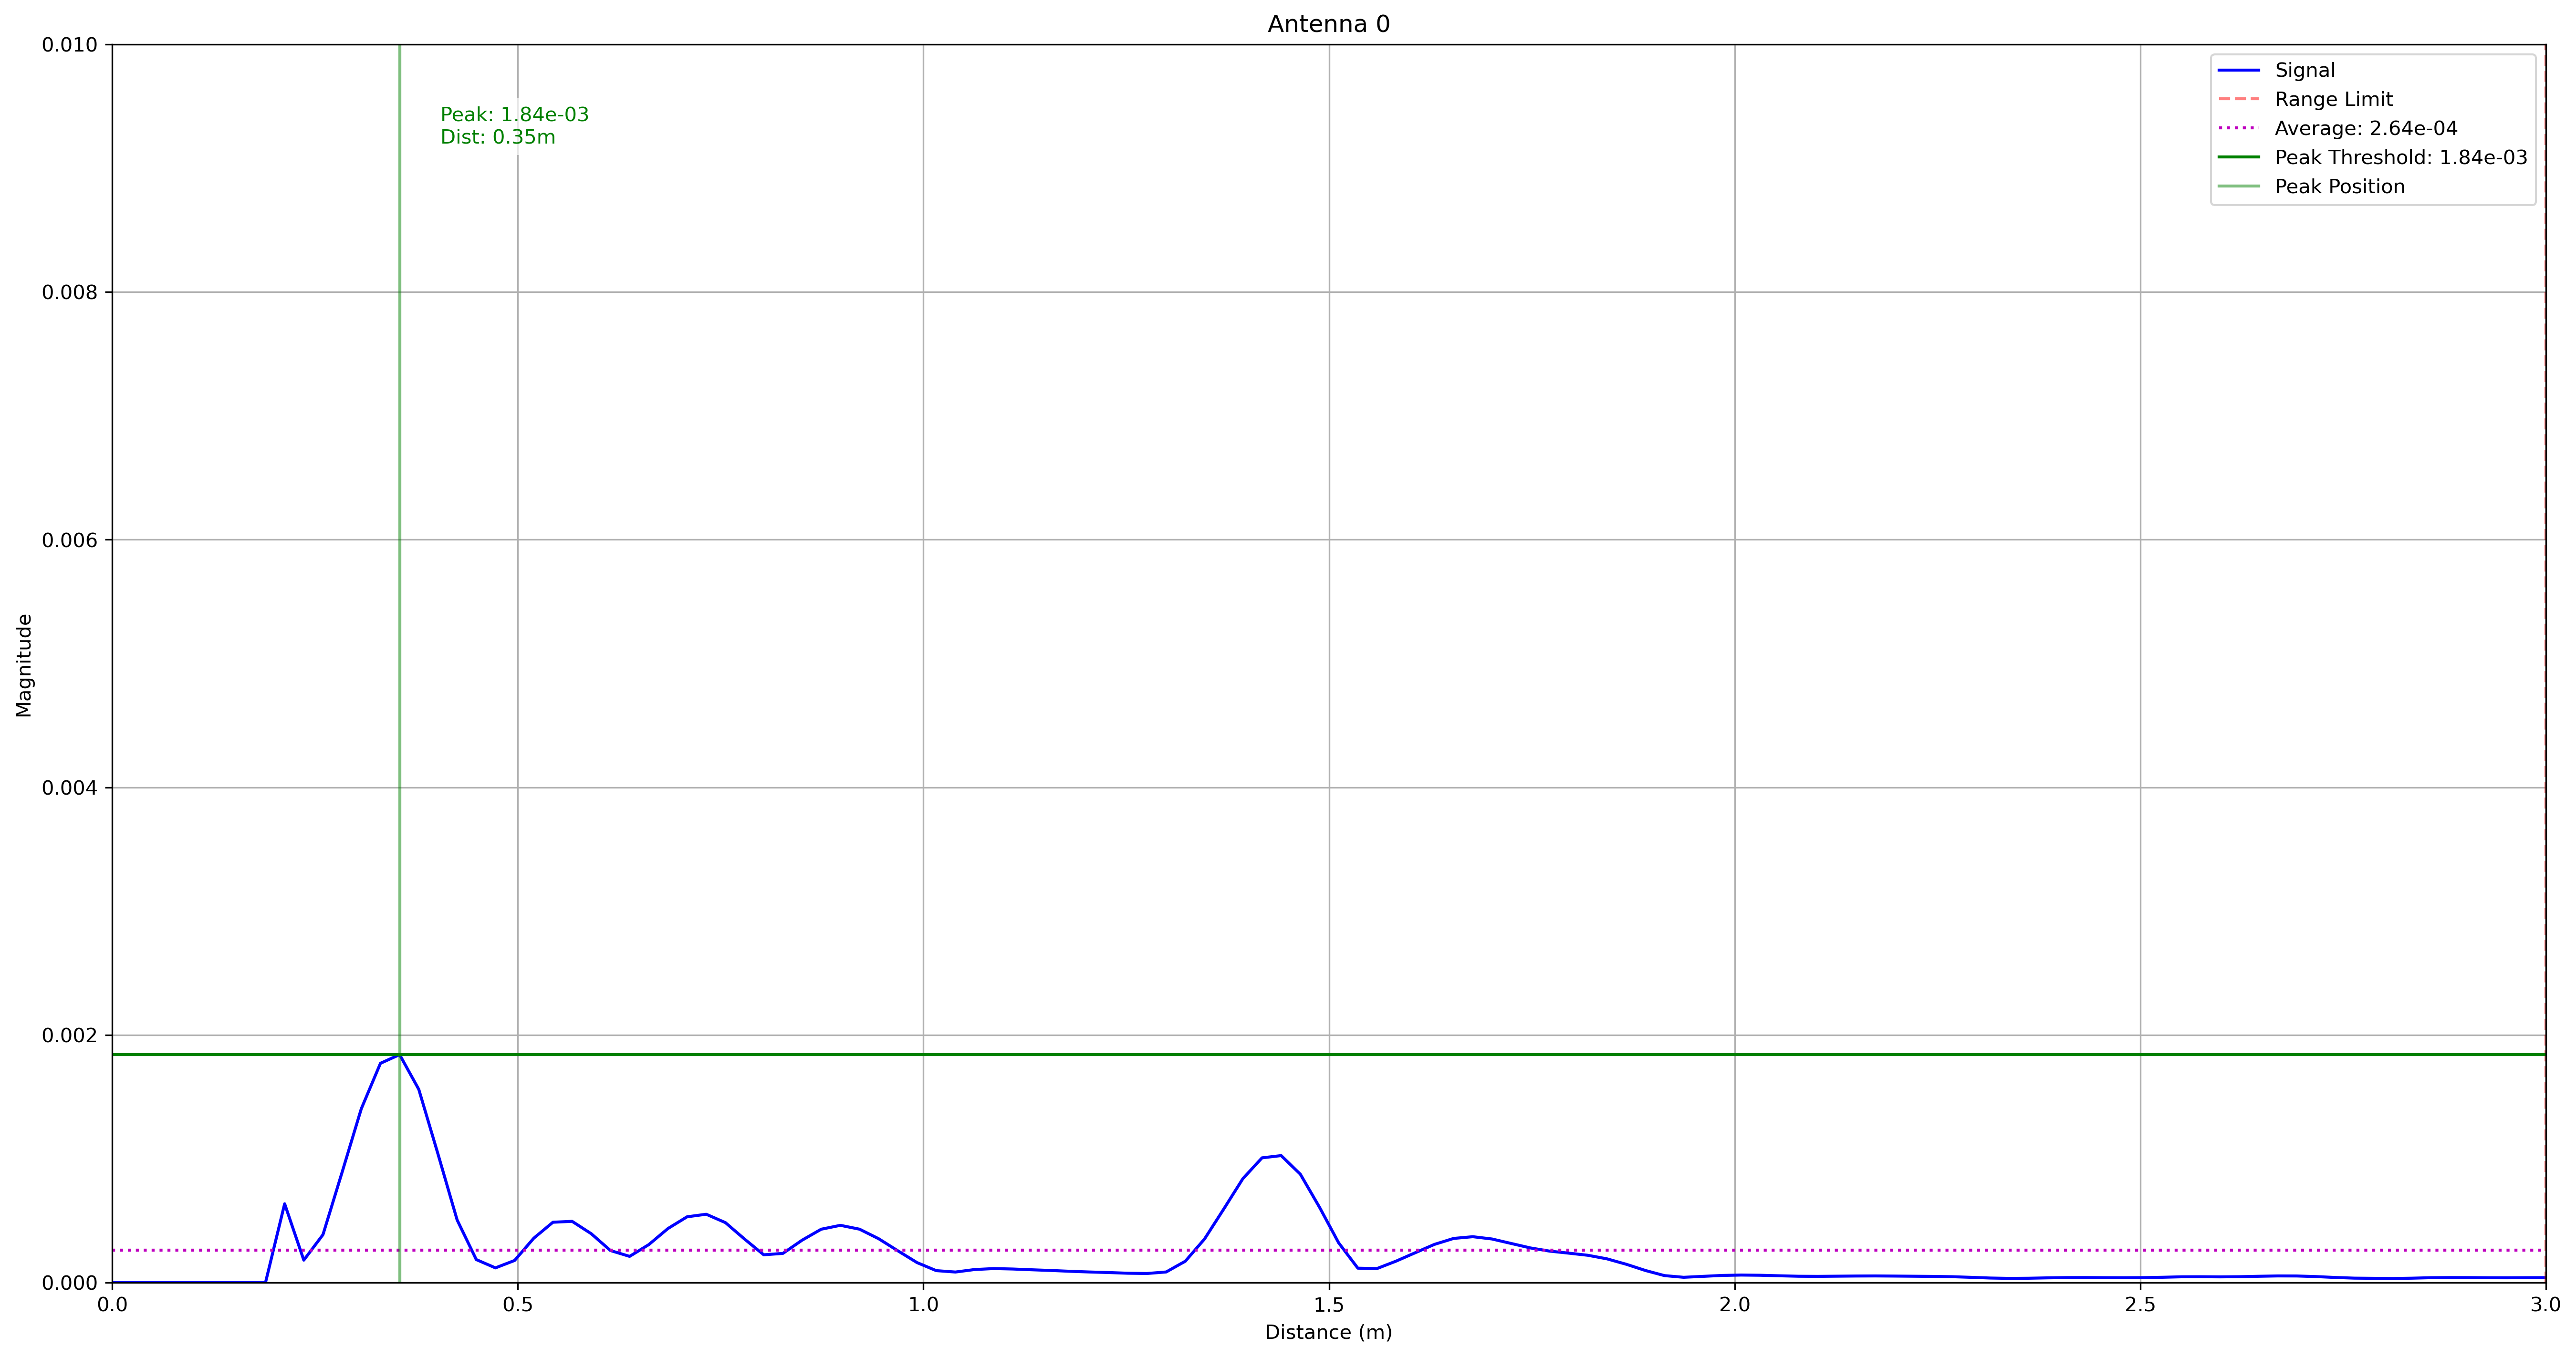 Antenna 0
0.010
0.008
0.006
0.004
0.002
0.000
Magnitude
Peak: 1.84e-03
Dist: 0.35m
Signal
Range Limit
Average: 2.64e-04
Peak Threshold: 1.84e-03
Peak Position
0.0 0.5 1.0 1.5 2.0 2.5 3.0
Distance (m)